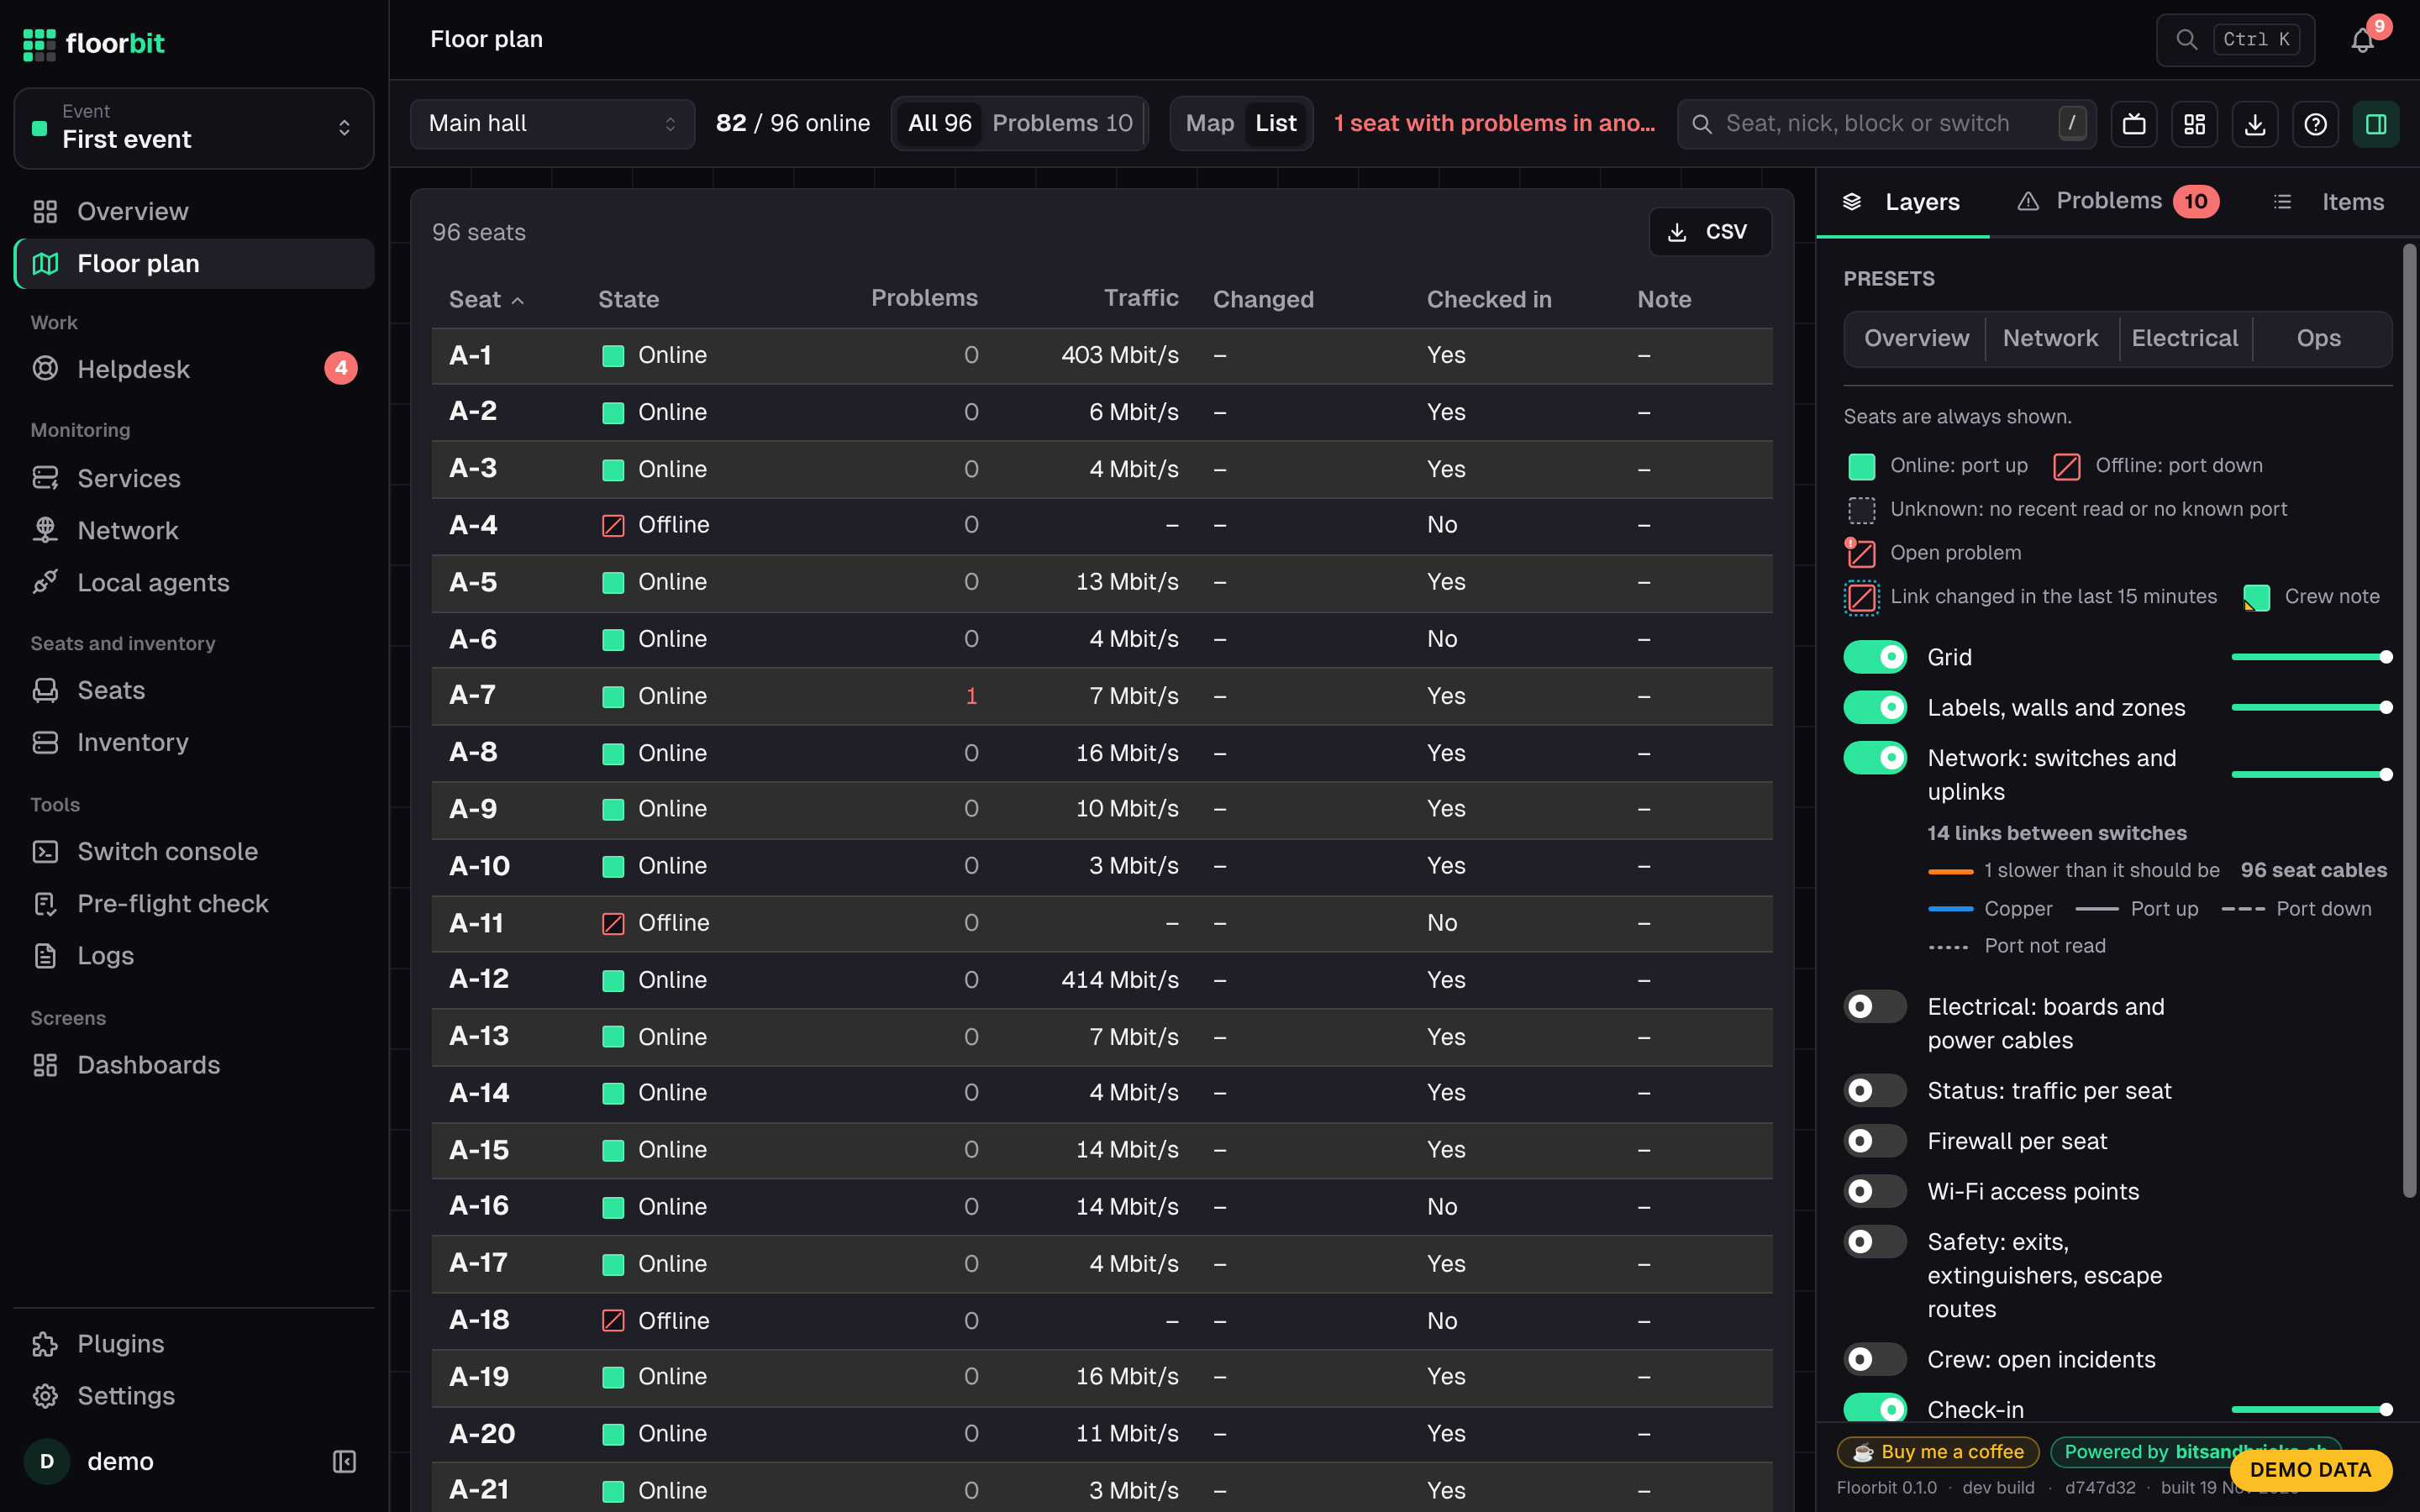 floorbit
Event
First event
Overview
Floor plan
Work
Helpdesk 4
Monitoring
Services
Network
Local agents
Seats and inventory
Seats
Inventory
Tools
Switch console
Pre-flight check
Logs
Screens
Dashboards
Plugins
Settings
D demo
Floor plan
Ctrl K
9
Main hall
82 / 96 online
All 96 Problems 10
Map List
1 seat with problems in ano...
Seat, nick, block or switch /
96 seats
CSV
Seat State Problems Traffic Changed Checked in Note
A-1 Online 0 403 Mbit/s – Yes –
A-2 Online 0 6 Mbit/s – Yes –
A-3 Online 0 4 Mbit/s – Yes –
A-4 Offline 0 – – No –
A-5 Online 0 13 Mbit/s – Yes –
A-6 Online 0 4 Mbit/s – No –
A-7 Online 1 7 Mbit/s – Yes –
A-8 Online 0 16 Mbit/s – Yes –
A-9 Online 0 10 Mbit/s – Yes –
A-10 Online 0 3 Mbit/s – Yes –
A-11 Offline 0 – – No –
A-12 Online 0 414 Mbit/s – Yes –
A-13 Online 0 7 Mbit/s – Yes –
A-14 Online 0 4 Mbit/s – Yes –
A-15 Online 0 14 Mbit/s – Yes –
A-16 Online 0 14 Mbit/s – No –
A-17 Online 0 4 Mbit/s – Yes –
A-18 Offline 0 – – No –
A-19 Online 0 16 Mbit/s – Yes –
A-20 Online 0 11 Mbit/s – Yes –
A-21 Online 0 3 Mbit/s – Yes –
Layers Problems 10 Items
PRESETS
Overview Network Electrical Ops
Seats are always shown.
Online: port up Offline: port down
Unknown: no recent read or no known port
Open problem
Link changed in the last 15 minutes Crew note
Grid
Labels, walls and zones
Network: switches and
uplinks
14 links between switches
1 slower than it should be 96 seat cables
Copper Port up Port down
Port not read
Electrical: boards and
power cables
Status: traffic per seat
Firewall per seat
Wi-Fi access points
Safety: exits,
extinguishers, escape
routes
Crew: open incidents
Check-in
Buy me a coffee Powered by
DEMO DATA
Floorbit 0.1.0 · dev build · d747d32 · built 19